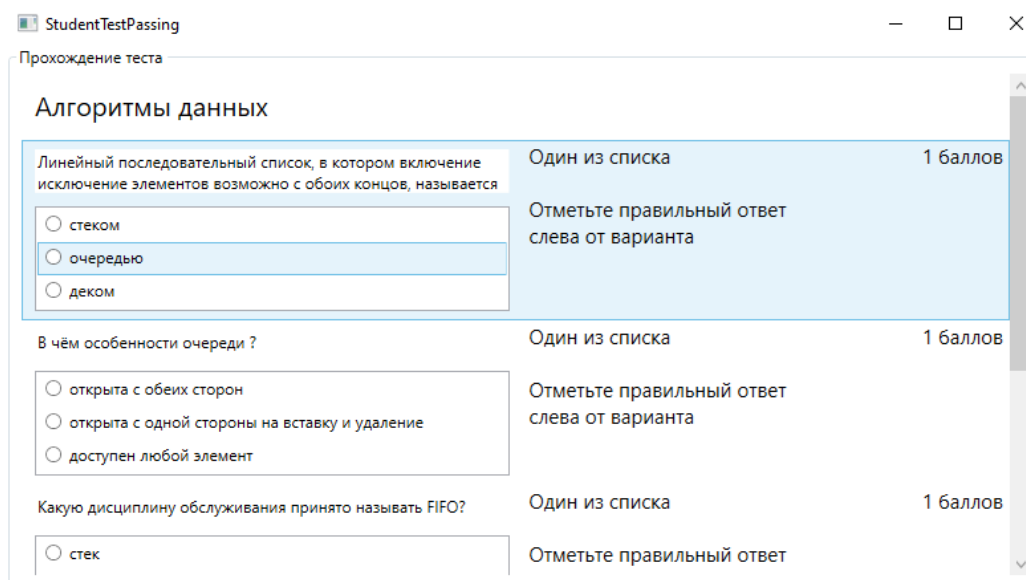 StudentTestPassing
Прохождение теста
Алгоритмы данных
Линейный последовательный список, в котором включение
исключение элементов возможно с обоих концов, называется
Один из списка
1 баллов
Отметьте правильный ответ
слева от варианта
стеком
очередью
деком
В чём особенности очереди ?
Один из списка
1 баллов
Отметьте правильный ответ
слева от варианта
открыта с обеих сторон
открыта с одной стороны на вставку и удаление
доступен любой элемент
Какую дисциплину обслуживания принято называть FIFO?
Один из списка
1 баллов
стек
Отметьте правильный ответ